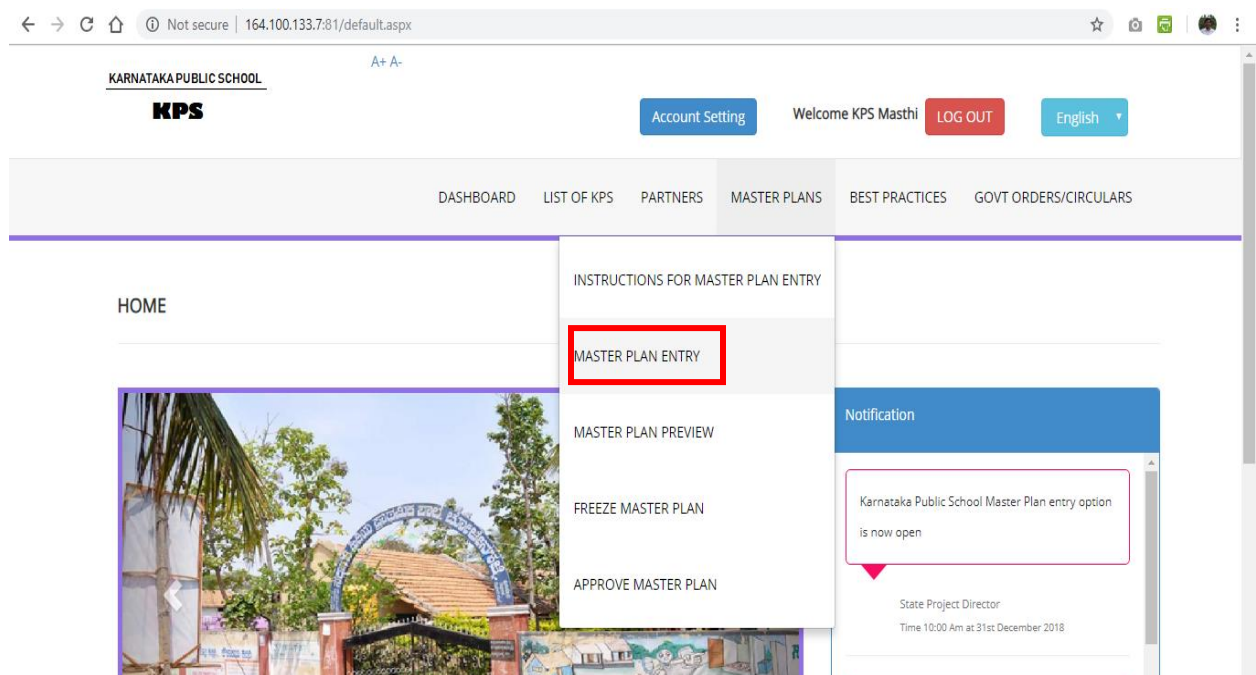 Not secure | 164.100.133.7:81/default.aspx
A+ A-
KARNATAKA PUBLIC SCHOOL
KPS
Account Setting
Welcome KPS Masthi
LOG OUT
English
DASHBOARD LIST OF KPS PARTNERS MASTER PLANS BEST PRACTICES GOVT ORDERS/CIRCULARS
HOME
INSTRUCTIONS FOR MASTER PLAN ENTRY
MASTER PLAN ENTRY
MASTER PLAN PREVIEW
FREEZE MASTER PLAN
APPROVE MASTER PLAN
Notification
Karnataka Public School Master Plan entry option
is now open
State Project Director
Time 10:00 Am at 31st December 2018